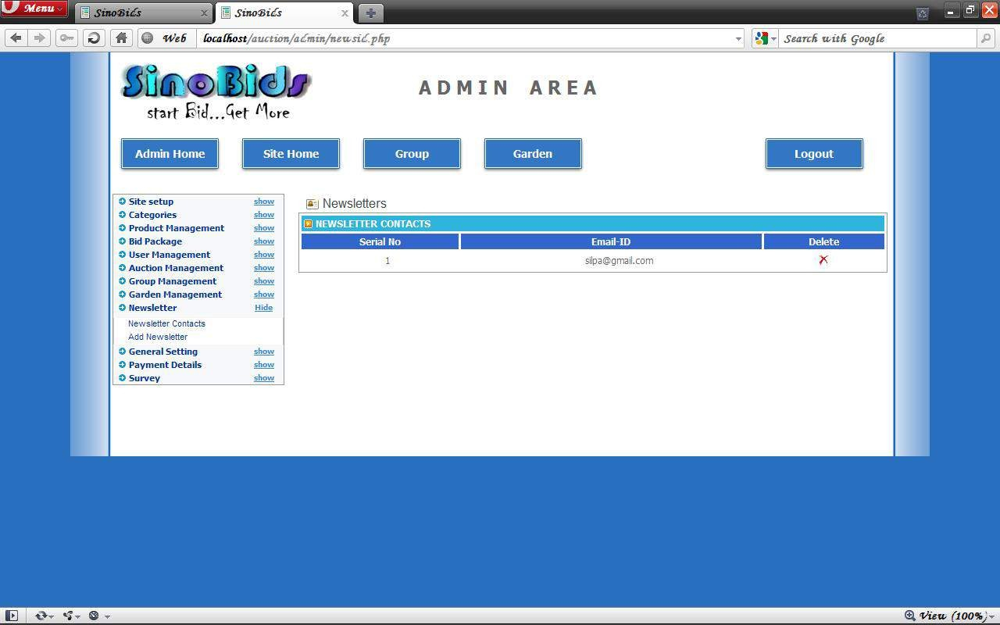 Menu
SinoBids
SinoBids
Web
localhost/auction/admin/newsid.php
Search with Google
SinoBids
start Bid...Get More
ADMIN AREA
Admin Home
Site Home
Group
Garden
Logout
Site setup show
Categories show
Product Management show
Bid Package show
User Management show
Auction Management show
Group Management show
Garden Management show
Newsletter Hide
Newsletter Contacts
Add Newsletter
General Setting show
Payment Details show
Survey show
Newsletters
NEWSLETTER CONTACTS
Serial No Email-ID Delete
1 silpa@gmail.com
View (100%)